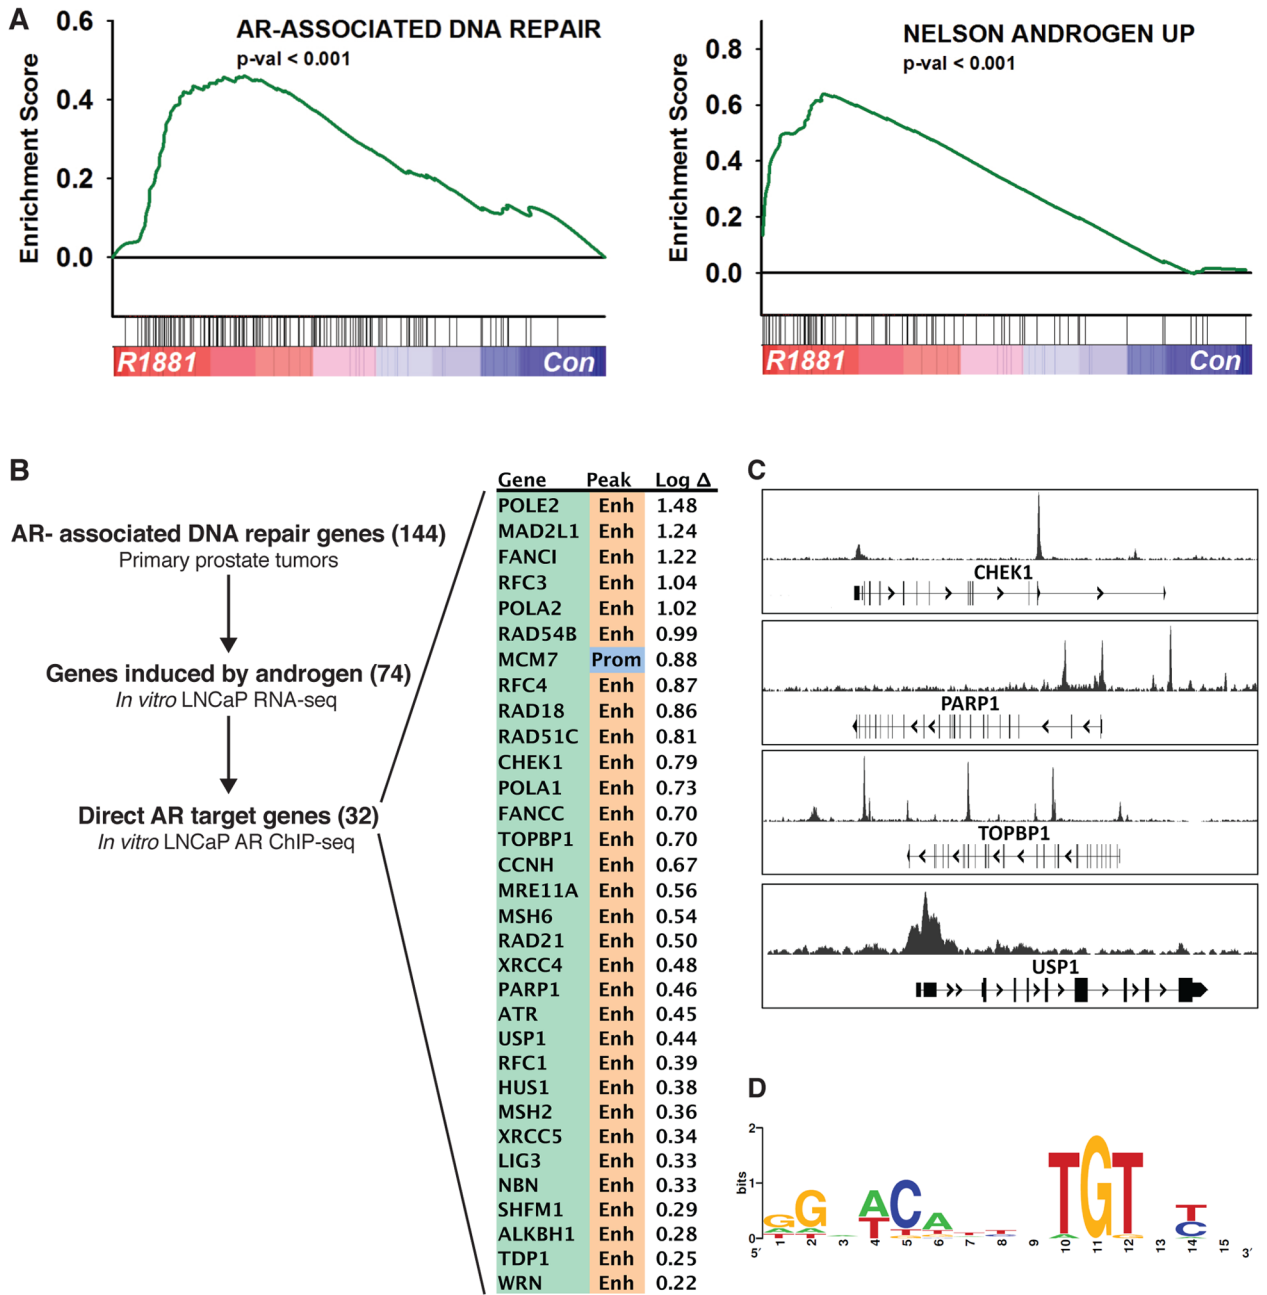 A
AR-ASSOCIATED DNA REPAIR
p-val < 0.001
Enrichment Score
0.6
0.4
0.2
0.0
R1881
Con
NELSON ANDROGEN UP
p-val < 0.001
Enrichment Score
0.8
0.6
0.4
0.2
0.0
R1881
Con
B
AR- associated DNA repair genes (144)
Primary prostate tumors
Genes induced by androgen (74)
In vitro LNCaP RNA-seq
Direct AR target genes (32)
In vitro LNCaP AR ChIP-seq
Gene Peak Log Δ
POLE2 Enh 1.48
MAD2L1 Enh 1.24
FANCI Enh 1.22
RFC3 Enh 1.04
POLA2 Enh 1.02
RAD54B Enh 0.99
MCM7 Prom 0.88
RFC4 Enh 0.87
RAD18 Enh 0.86
RAD51C Enh 0.81
CHEK1 Enh 0.79
POLA1 Enh 0.73
FANCC Enh 0.70
TOPBP1 Enh 0.70
CCNH Enh 0.67
MRE11A Enh 0.56
MSH6 Enh 0.54
RAD21 Enh 0.50
XRCC4 Enh 0.48
PARP1 Enh 0.46
ATR Enh 0.45
USP1 Enh 0.44
RFC1 Enh 0.39
HUS1 Enh 0.38
MSH2 Enh 0.36
XRCC5 Enh 0.34
LIG3 Enh 0.33
NBN Enh 0.33
SHFM1 Enh 0.29
ALKBH1 Enh 0.28
TDP1 Enh 0.25
WRN Enh 0.22
C
CHEK1
PARP1
TOPBP1
USP1
D
bits
2
1
0
GG ACA TGT T
C
5′ 1 2 3 4 5 6 7 8 9 10 11 12 13 14 15 3′